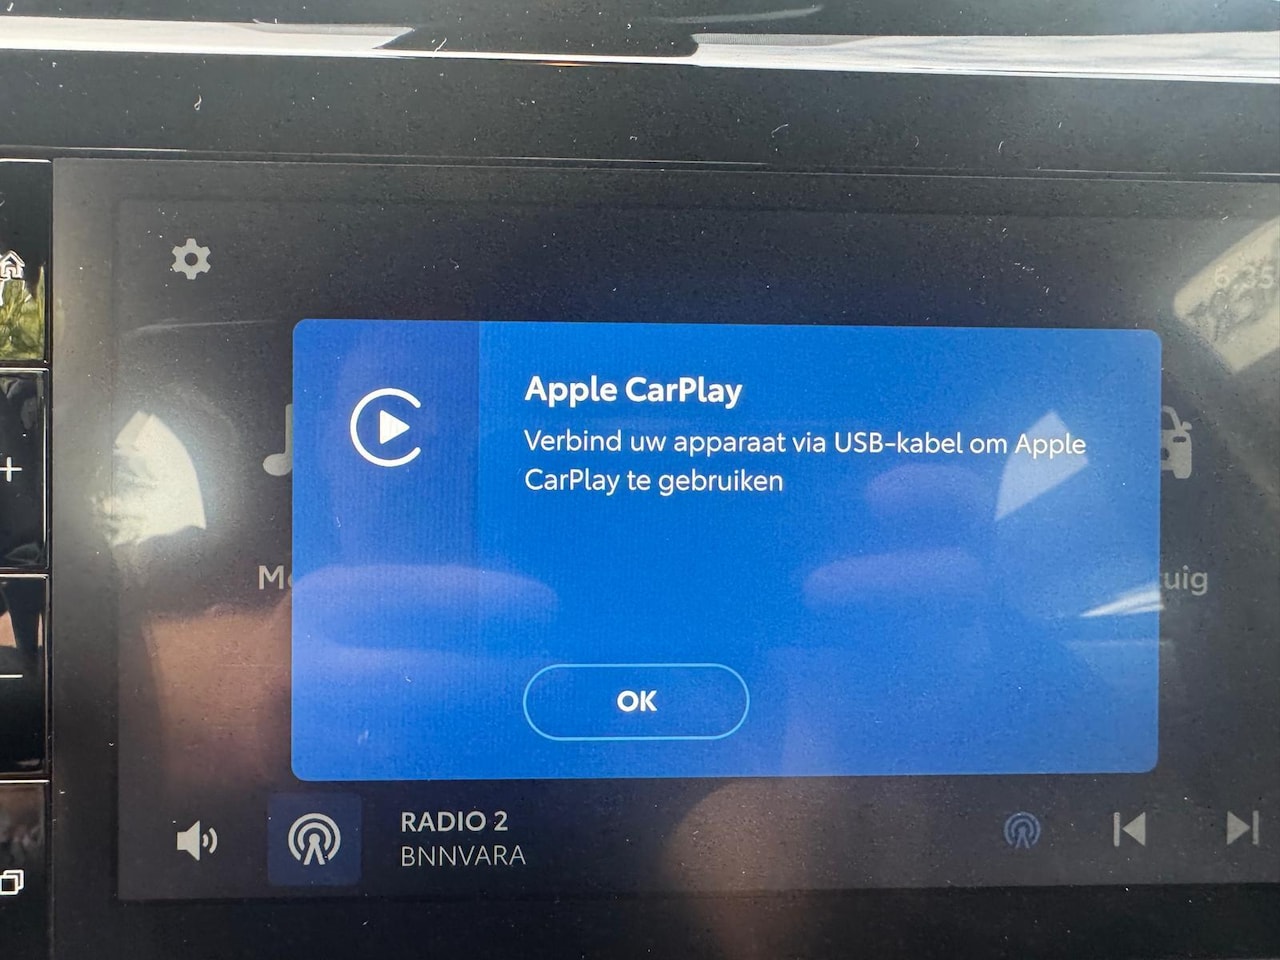 Apple CarPlay
Verbind uw apparaat via USB-kabel om Apple
CarPlay te gebruiken
OK
RADIO 2
BNNVARA